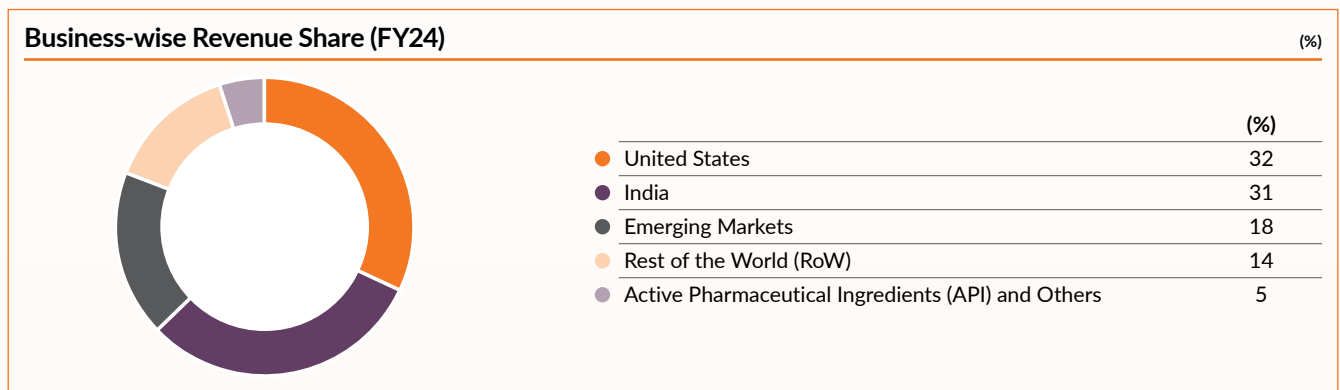 Business-wise Revenue Share (FY24) (%)
(%)
United States 32
India 31
Emerging Markets 18
Rest of the World (RoW) 14
Active Pharmaceutical Ingredients (API) and Others 5